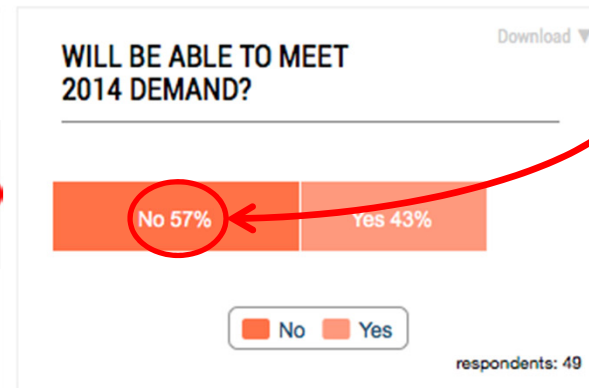 Download ▼
WILL BE ABLE TO MEET
2014 DEMAND?
No 57% Yes 43%
No Yes
respondents: 49